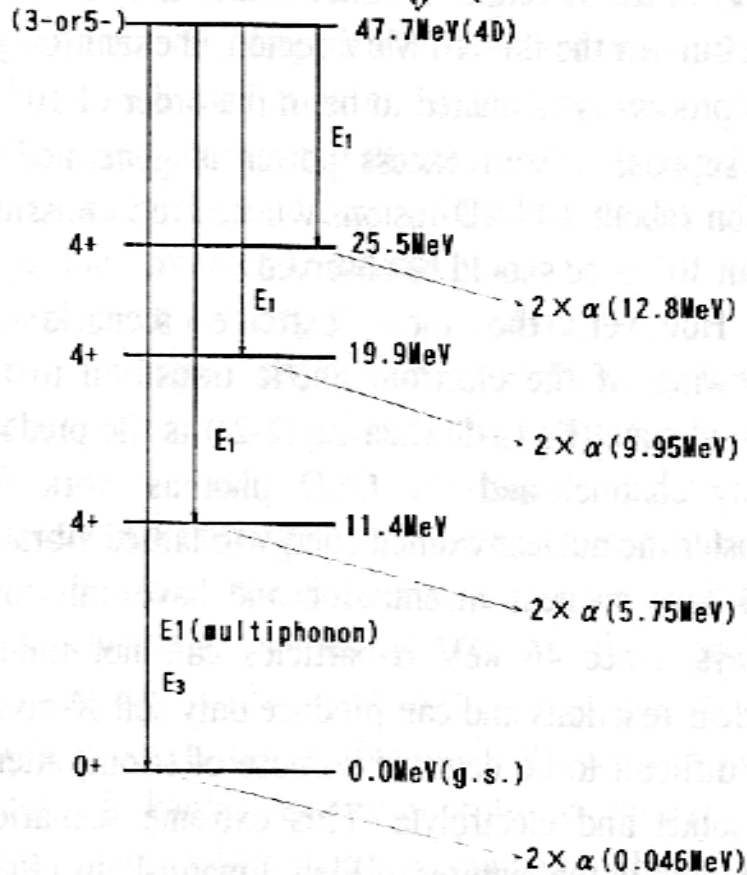 (3-or5-) 47.7MeV(4D)
E1
4+ 25.5MeV
2×α(12.8MeV)
E1
4+ 19.9MeV
2×α(9.95MeV)
E1
4+ 11.4MeV
2×α(5.75MeV)
E1(multiphonon)
E3
0+ 0.0MeV(g.s.)
2×α(0.046MeV)